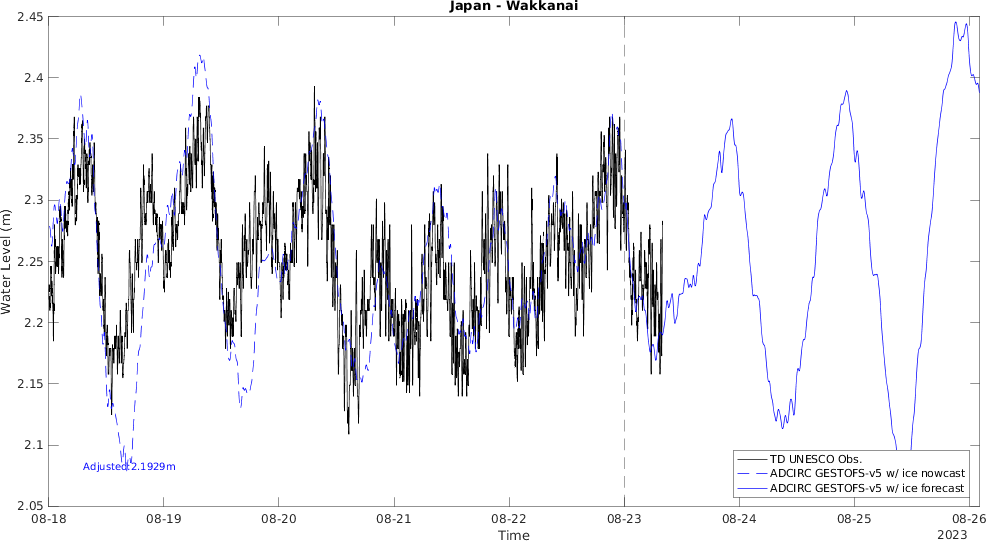 Japan - Wakkanai
2.45
2.4
2.35
2.3
2.25
2.2
2.15
2.1
2.05
Water Level (m)
Adjusted:2.1929m
TD UNESCO Obs.
ADCIRC GESTOFS-v5 w/ ice nowcast
ADCIRC GESTOFS-v5 w/ ice forecast
08-18 08-19 08-20 08-21 08-22 08-23 08-24 08-25 08-26
Time
2023